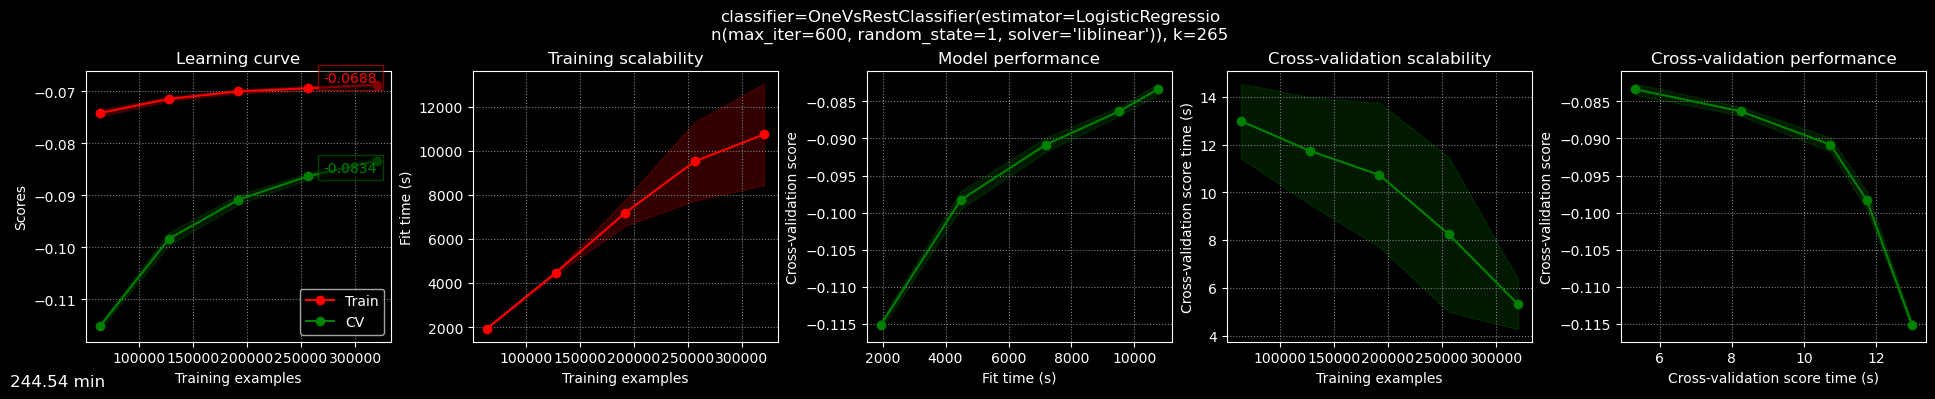 classifier=OneVsRestClassifier(estimator=LogisticRegressio
n(max_iter=600, random_state=1, solver='liblinear')), k=265
Learning curve
Scores
−0.07
−0.08
−0.09
−0.10
−0.11
-0.0688
-0.0834
Train
CV
100000 150000 200000 250000 300000
Training examples
Training scalability
Fit time (s)
12000
10000
8000
6000
4000
2000
100000 150000 200000 250000 300000
Training examples
Model performance
Cross-validation score
−0.085
−0.090
−0.095
−0.100
−0.105
−0.110
−0.115
2000 4000 6000 8000 10000
Fit time (s)
Cross-validation scalability
Cross-validation score time (s)
14
12
10
8
6
4
100000 150000 200000 250000 300000
Training examples
Cross-validation performance
Cross-validation score
−0.085
−0.090
−0.095
−0.100
−0.105
−0.110
−0.115
6 8 10 12
Cross-validation score time (s)
244.54 min